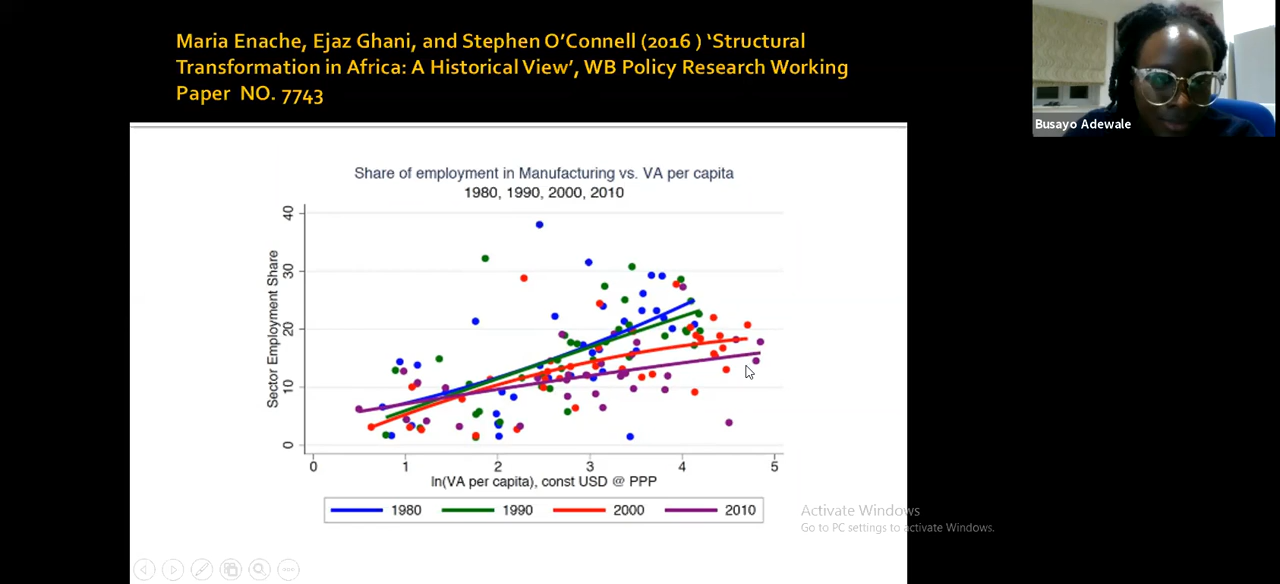 Maria Enache, Ejaz Ghani, and Stephen O'Connell (2016 ) 'Structural
Transformation in Africa: A Historical View', WB Policy Research Working
Paper NO. 7743
Busayo Adewale
Share of employment in Manufacturing vs. VA per capita
1980, 1990, 2000, 2010
Sector Employment Share
40
30
20
10
0
0 1 2 3 4 5
ln(VA per capita), const USD @ PPP
1980 1990 2000 2010
Activate Windows
Go to PC settings to activate Windows.